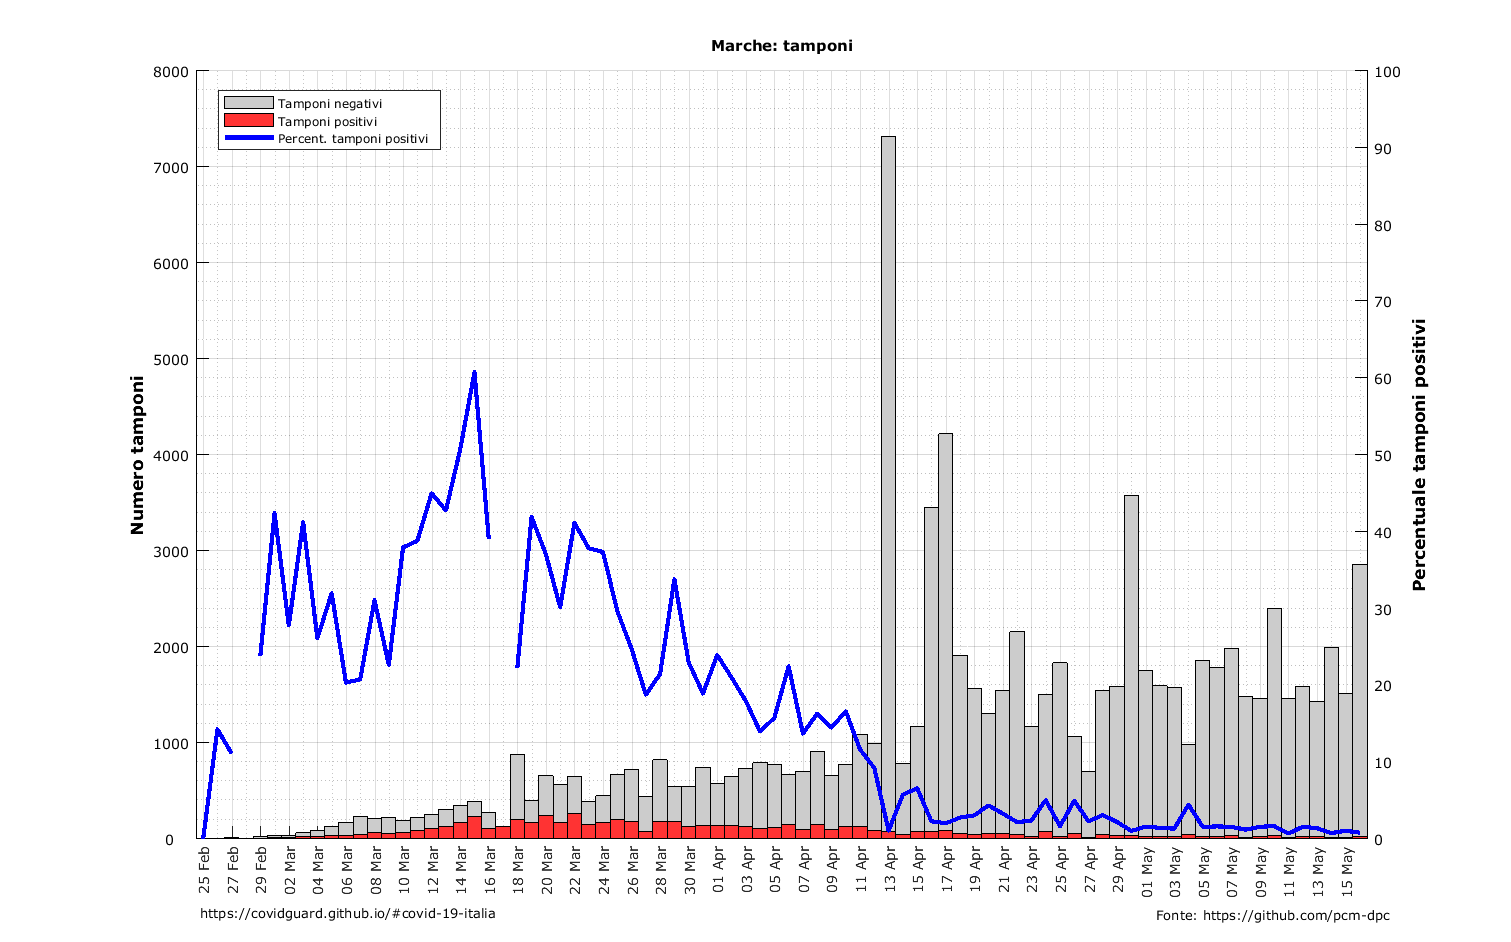 Marche: tamponi
Tamponi negativi
Tamponi positivi
Percent. tamponi positivi
Numero tamponi
8000
7000
6000
5000
4000
3000
2000
1000
0
100
90
80
70
60
50
40
30
20
10
0
Percentuale tamponi positivi
25 Feb
27 Feb
29 Feb
02 Mar
04 Mar
06 Mar
08 Mar
10 Mar
12 Mar
14 Mar
16 Mar
18 Mar
20 Mar
22 Mar
24 Mar
26 Mar
28 Mar
30 Mar
01 Apr
03 Apr
05 Apr
07 Apr
09 Apr
11 Apr
13 Apr
15 Apr
17 Apr
19 Apr
21 Apr
23 Apr
25 Apr
27 Apr
29 Apr
01 May
03 May
05 May
07 May
09 May
11 May
13 May
15 May
https://covidguard.github.io/#covid-19-italia
Fonte: https://github.com/pcm-dpc